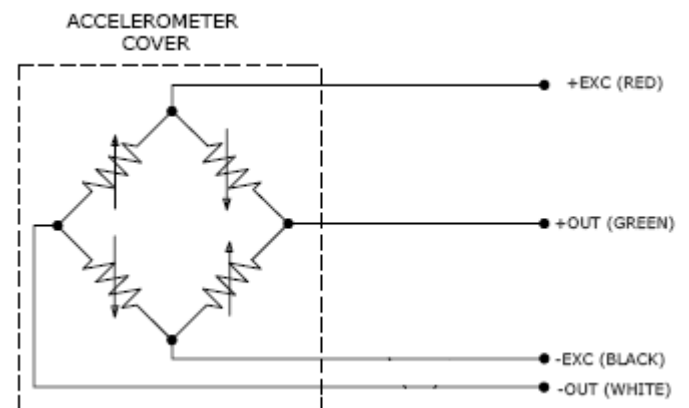 ACCELEROMETER
COVER
+EXC (RED)
+OUT (GREEN)
-EXC (BLACK)
-OUT (WHITE)